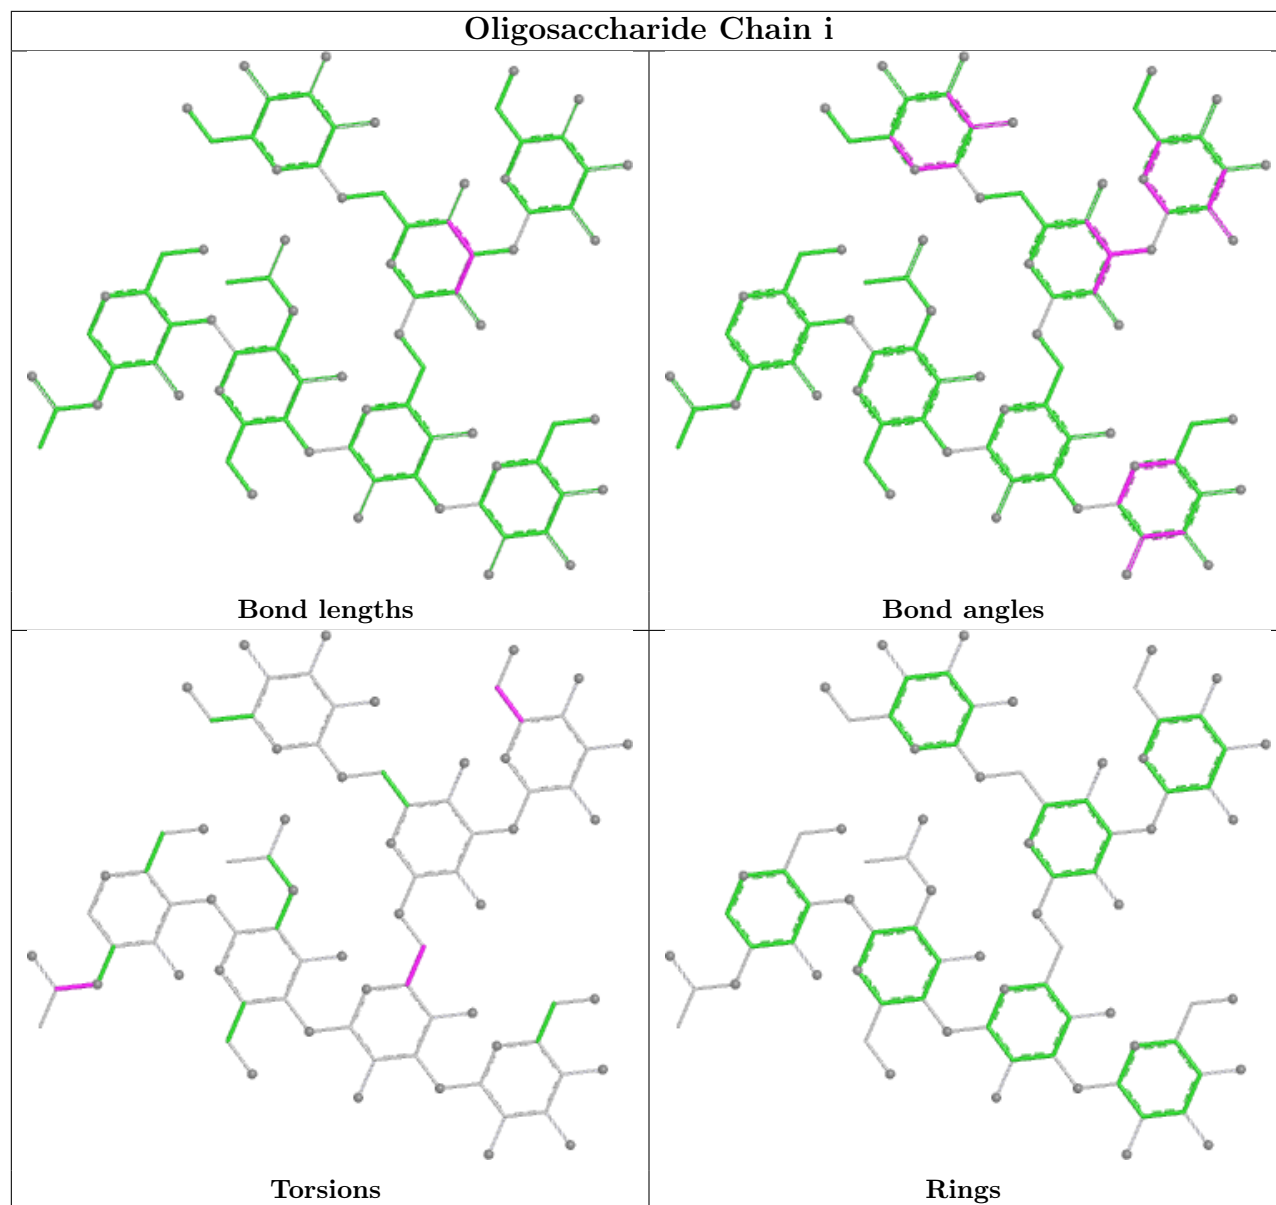 Oligosaccharide Chain i
Bond lengths
Bond angles
Torsions
Rings